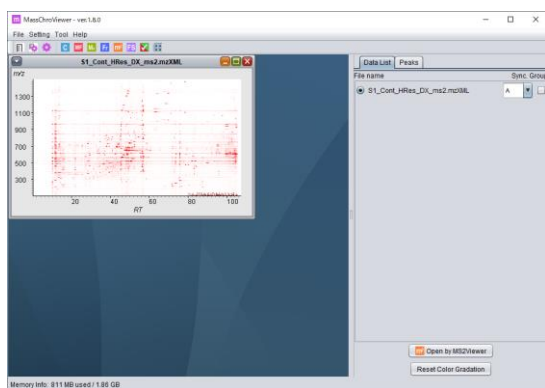 MassChroViewer - ver.1.6.0
File Setting Tool Help
S1_Cont_HRes_DX_ms2.mzXML
m/z
1300
1100
900
700
500
300
20 40 60 80 100
RT
Data List Peaks
File name Sync. Group
S1_Cont_HRes_DX_ms2.mzXML A
Open by MS2Viewer
Reset Color Gradation
Memory Info: 811 MB used / 1.86 GB